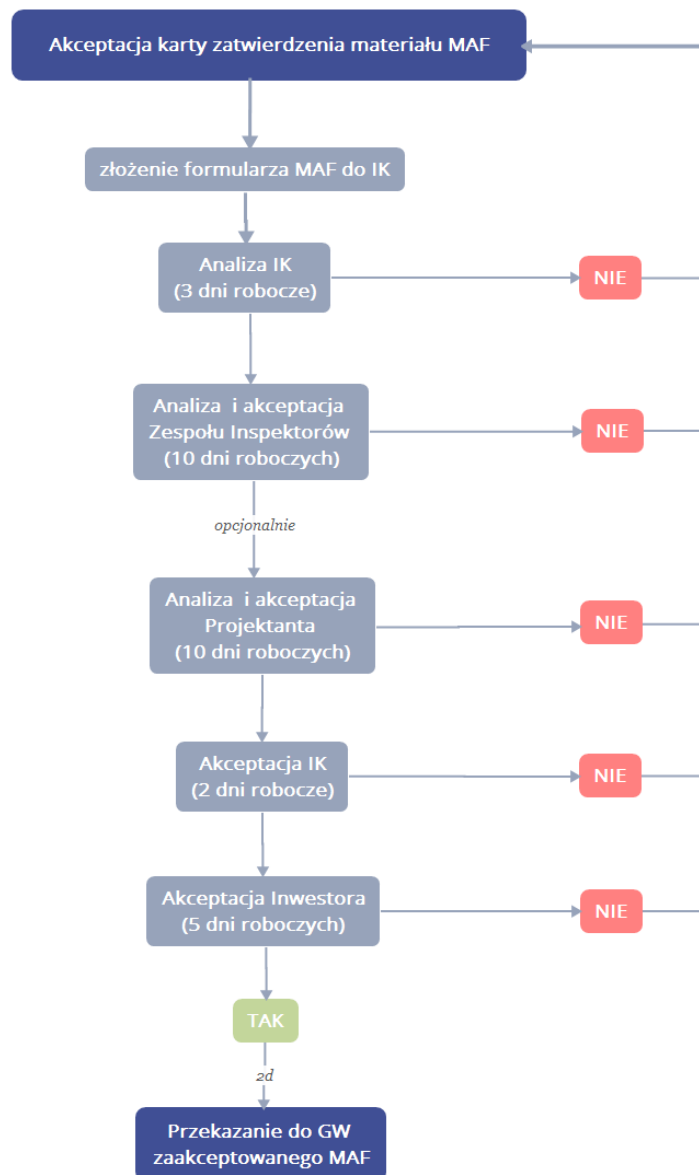 Akceptacja karty zatwierdzenia materiału MAF
złożenie formularza MAF do IK
Analiza IK
(3 dni robocze)
NIE
Analiza i akceptacja
Zespołu Inspektorów
(10 dni roboczych)
NIE
opcjonalnie
Analiza i akceptacja
Projektanta
(10 dni roboczych)
NIE
Akceptacja IK
(2 dni robocze)
NIE
Akceptacja Inwestora
(5 dni roboczych)
NIE
TAK
2d
Przekazanie do GW
zaakceptowanego MAF